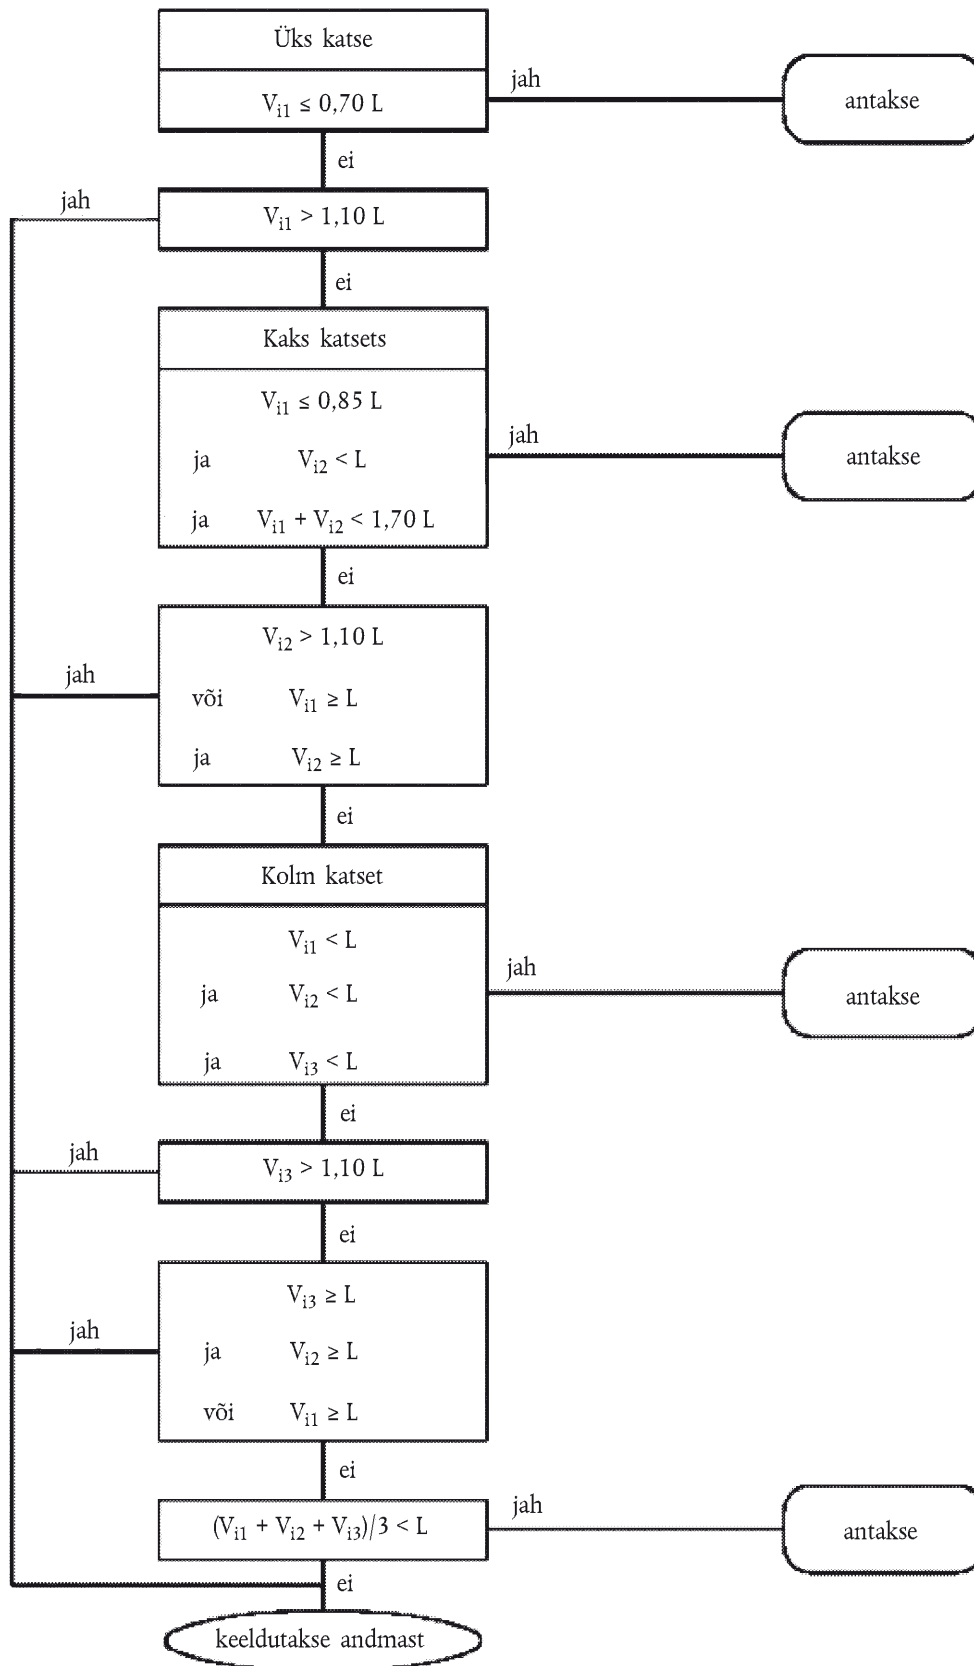 Üks katse
jah
V_i1 ≤ 0,70 L
antakse
ei
jah
V_i1 > 1,10 L
ei
Kaks katsets
V_i1 ≤ 0,85 L
jah
ja V_i2 < L
antakse
ja V_i1 + V_i2 < 1,70 L
ei
V_i2 > 1,10 L
jah
või V_i1 ≥ L
ja V_i2 ≥ L
ei
Kolm katset
V_i1 < L
jah
ja V_i2 < L
antakse
ja V_i3 < L
ei
jah
V_i3 > 1,10 L
ei
V_i3 ≥ L
jah
ja V_i2 ≥ L
või V_i1 ≥ L
ei
jah
(V_i1 + V_i2 + V_i3)/3 < L
antakse
ei
keeldutakse andmast